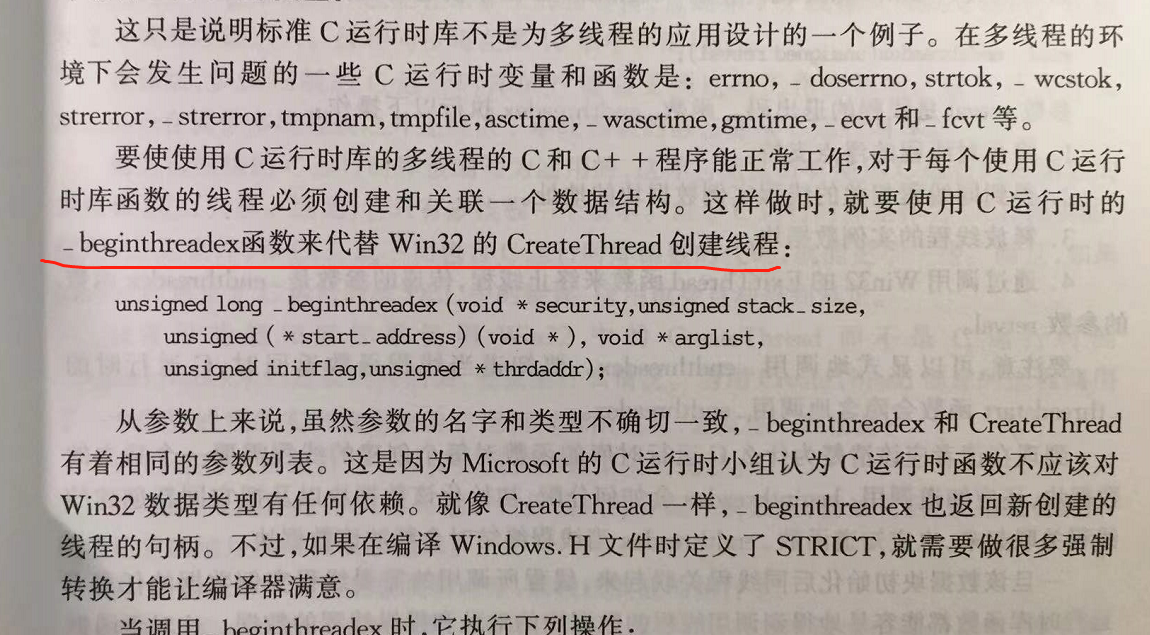 这只是说明标准 C 运行时库不是为多线程的应用设计的一个例子。在多线程的环
境下会发生问题的一些 C 运行时变量和函数是：errno,_ doserrno,strtok,_ wcstok,
strerror,_ strerror,tmpnam,tmpfile,asctime,_ wasctime,gmtime,_ ecvt 和_ fcvt 等。
要使使用 C 运行时库的多线程的 C 和 C++ 程序能正常工作,对于每个使用 C 运行
时库函数的线程必须创建和关联一个数据结构。这样做时,就要使用 C 运行时的
_ beginthreadex函数来代替 Win32 的 CreateThread 创建线程：
unsigned long _ beginthreadex (void * security,unsigned stack_ size,
unsigned ( * start_ address) (void * ), void * arglist,
unsigned initflag,unsigned * thrdaddr);
从参数上来说,虽然参数的名字和类型不确切一致,_ beginthreadex 和 CreateThread
有着相同的参数列表。这是因为 Microsoft 的 C 运行时小组认为 C 运行时函数不应该对
Win32 数据类型有任何依赖。就像 CreateThread 一样,_ beginthreadex 也返回新创建的
线程的句柄。不过,如果在编译 Windows.H 文件时定义了 STRICT,就需要做很多强制
转换才能让编译器满意。
当调用_ beginthreadex 时,它执行下列操作：